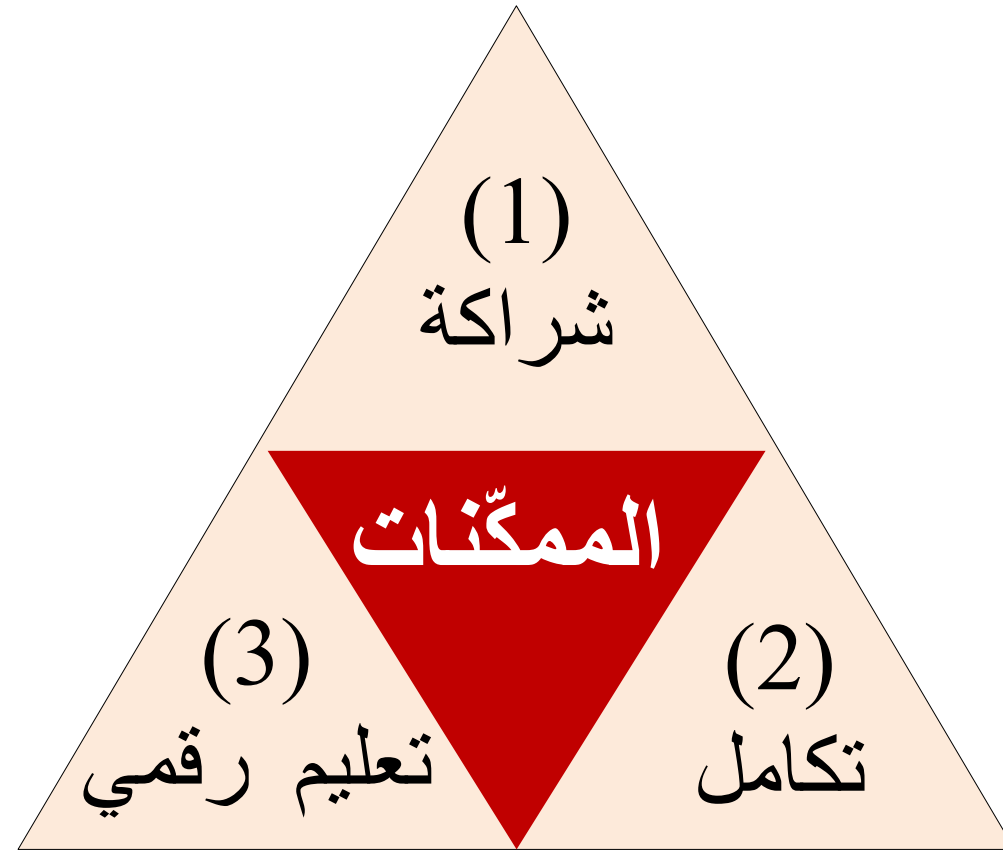 (1)
شراكة
الممكّنات
(2)
تكامل
(3)
تعليم رقمي